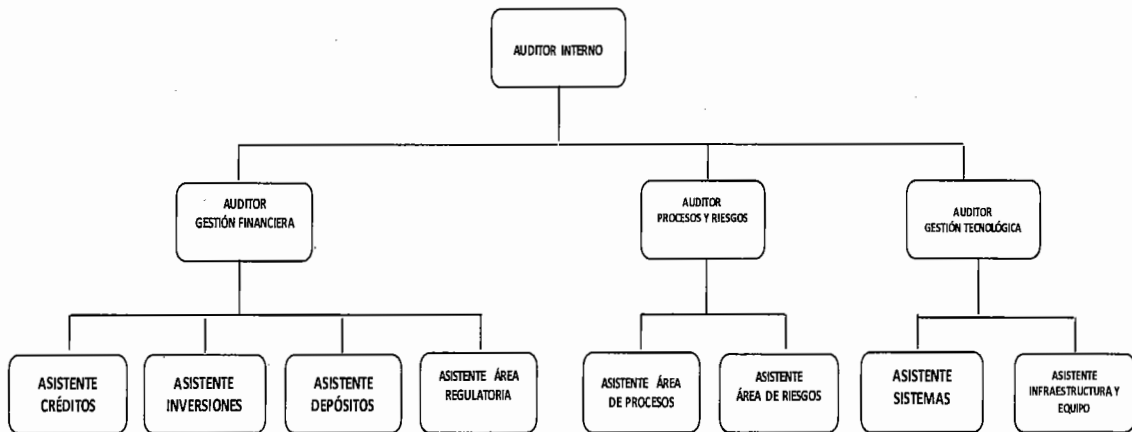 AUDITOR INTERNO
AUDITOR
GESTIÓN FINANCIERA
AUDITOR
PROCESOS Y RIESGOS
AUDITOR
GESTIÓN TECNOLÓGICA
ASISTENTE
CRÉDITOS
ASISTENTE
INVERSIONES
ASISTENTE
DEPÓSITOS
ASISTENTE ÁREA
REGULATORIA
ASISTENTE ÁREA
DE PROCESOS
ASISTENTE
ÁREA DE RIESGOS
ASISTENTE
SISTEMAS
ASISTENTE
INFRAESTRUCTURA Y
EQUIPO